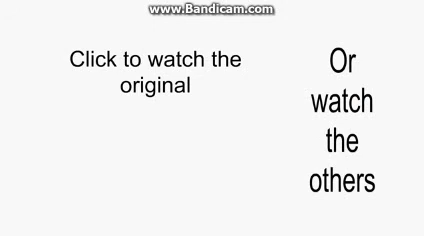 www.Bandicam.com
Click to watch the
original
Or
watch
the
others